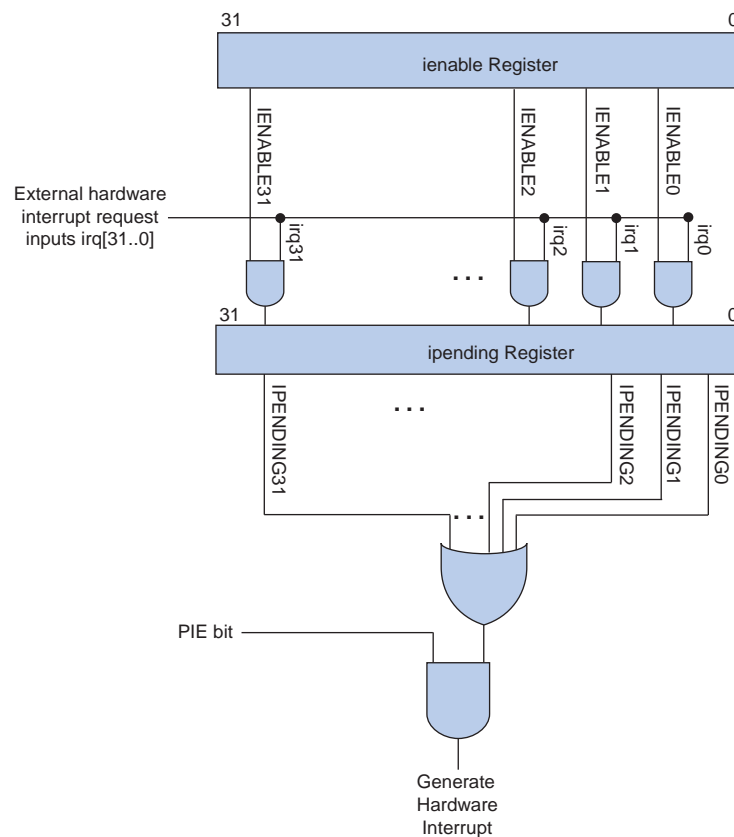 31 0
ienable Register
IENABLE31
IENABLE2
IENABLE1
IENABLE0
External hardware
interrupt request
inputs irq[31..0]
irq31
irq2
irq1
irq0
. . .
31 0
ipending Register
IPENDING31
. . .
IPENDING2
IPENDING1
IPENDING0
. . .
PIE bit
Generate
Hardware
Interrupt